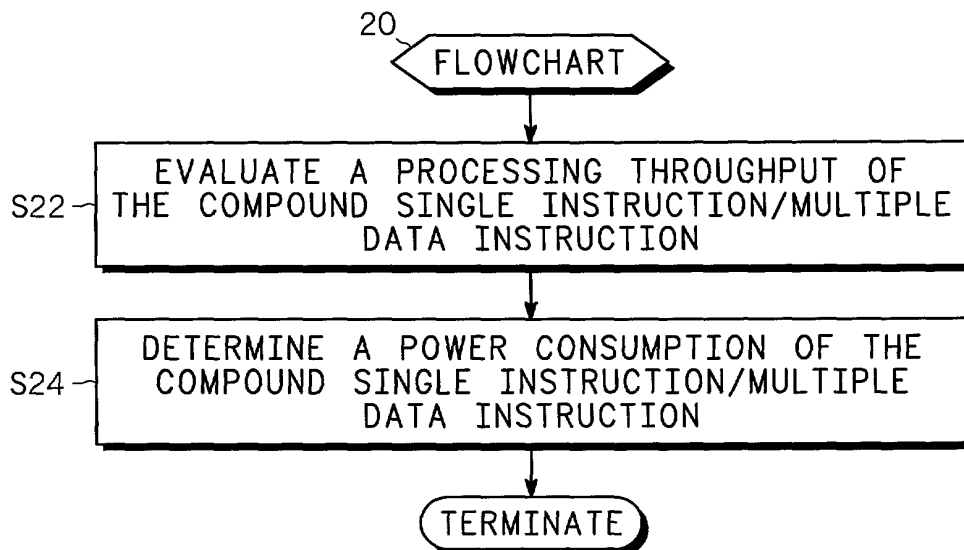 20
FLOWCHART
EVALUATE A PROCESSING THROUGHPUT OF
S22
THE COMPOUND SINGLE INSTRUCTION/MULTIPLE
DATA INSTRUCTION
DETERMINE A POWER CONSUMPTION OF THE
S24
COMPOUND SINGLE INSTRUCTION/MULTIPLE
DATA INSTRUCTION
TERMINATE